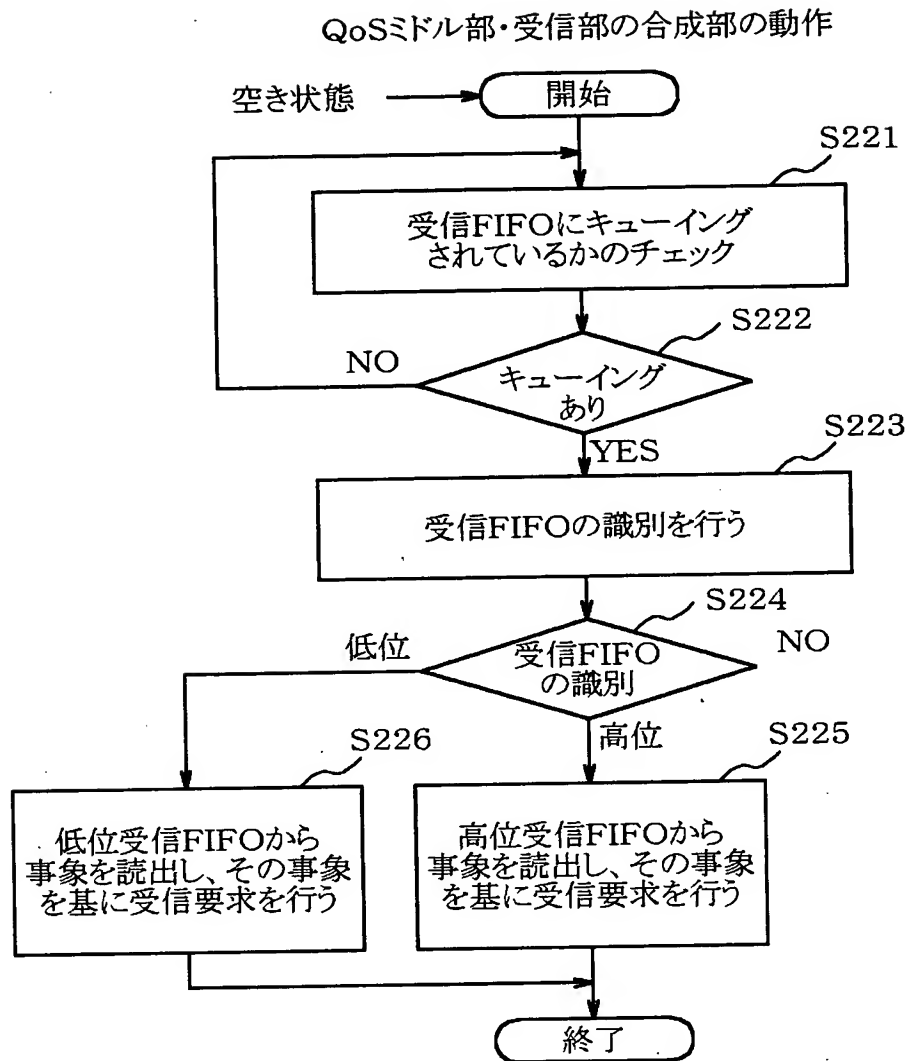 QoSミドル部・受信部の合成部の動作
空き状態
開始
S221
受信FIFOにキューイング
されているかのチェック
S222
NO
キューイング
あり
YES
S223
受信FIFOの識別を行う
S224
低位
NO
受信FIFO
の識別
高位
S226
S225
低位受信FIFOから
事象を読出し、その事象
を基に受信要求を行う
高位受信FIFOから
事象を読出し、その事象
を基に受信要求を行う
終了